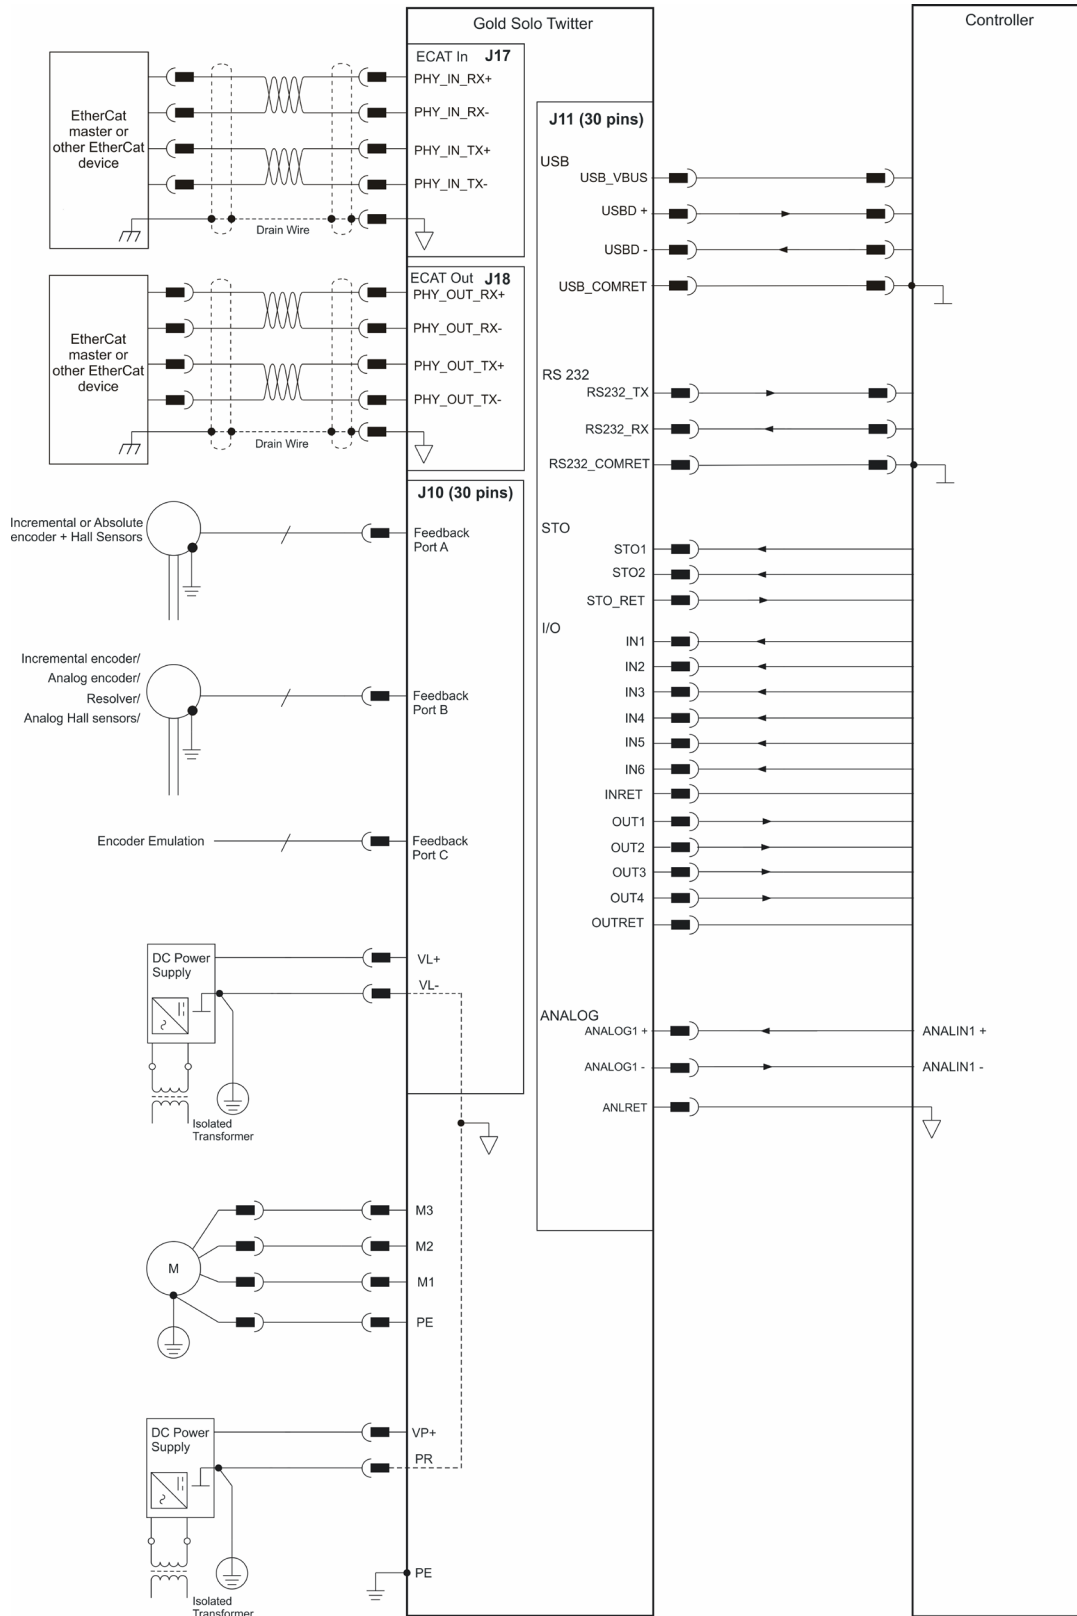 Gold Solo Twitter
Controller
ECAT In J17
PHY_IN_RX+
PHY_IN_RX-
PHY_IN_TX+
PHY_IN_TX-
EtherCat
master or
other EtherCat
device
Drain Wire
ECAT Out J18
PHY_OUT_RX+
PHY_OUT_RX-
PHY_OUT_TX+
PHY_OUT_TX-
EtherCat
master or
other EtherCat
device
Drain Wire
J10 (30 pins)
Incremental or Absolute
encoder + Hall Sensors
Feedback
Port A
Incremental encoder/
Analog encoder/
Resolver/
Analog Hall sensors/
Feedback
Port B
Encoder Emulation
Feedback
Port C
DC Power
Supply
VL+
VL-
Isolated
Transformer
M
M3
M2
M1
PE
DC Power
Supply
VP+
PR
Isolated
Transformer
PE
J11 (30 pins)
USB
USB_VBUS
USBD +
USBD -
USB_COMRET
RS 232
RS232_TX
RS232_RX
RS232_COMRET
STO
STO1
STO2
STO_RET
I/O
IN1
IN2
IN3
IN4
IN5
IN6
INRET
OUT1
OUT2
OUT3
OUT4
OUTRET
ANALOG
ANALOG1 +
ANALOG1 -
ANLRET
ANALIN1 +
ANALIN1 -